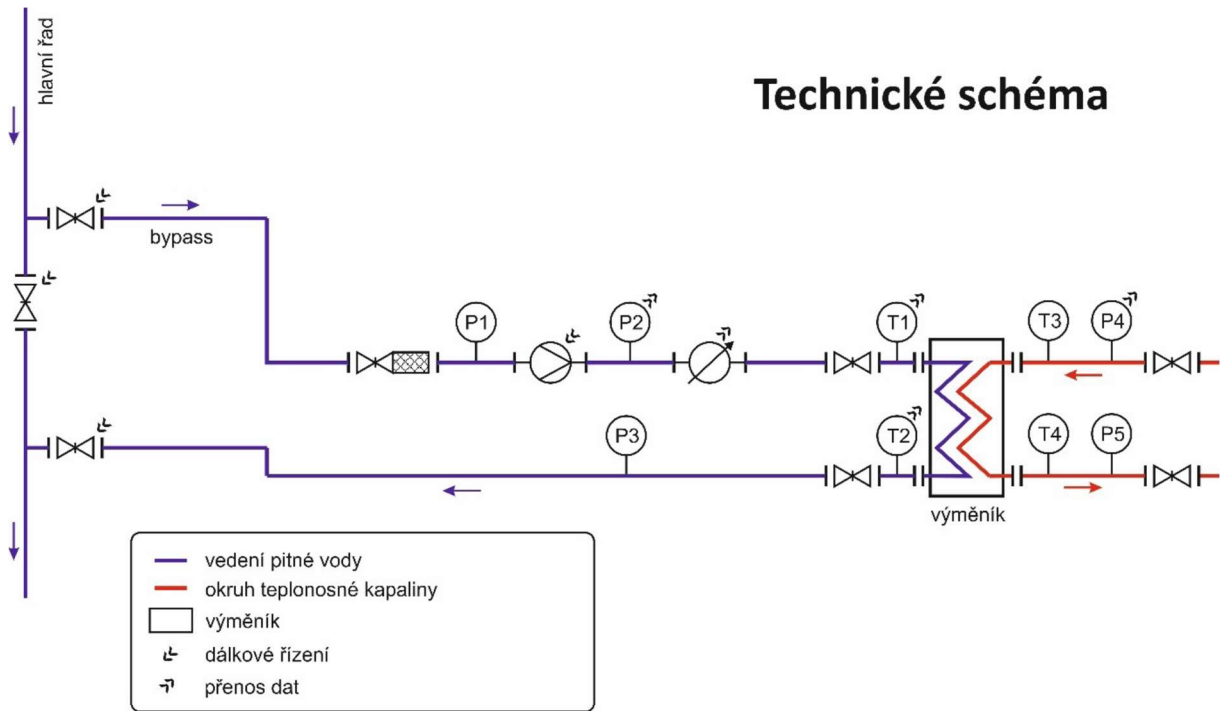 Technické schéma
hlavní řad
bypass
P1
P2
T1
T3
P4
P3
T2
T4
P5
výměník
vedení pitné vody
okruh teplonosné kapaliny
výměník
dálkové řízení
přenos dat